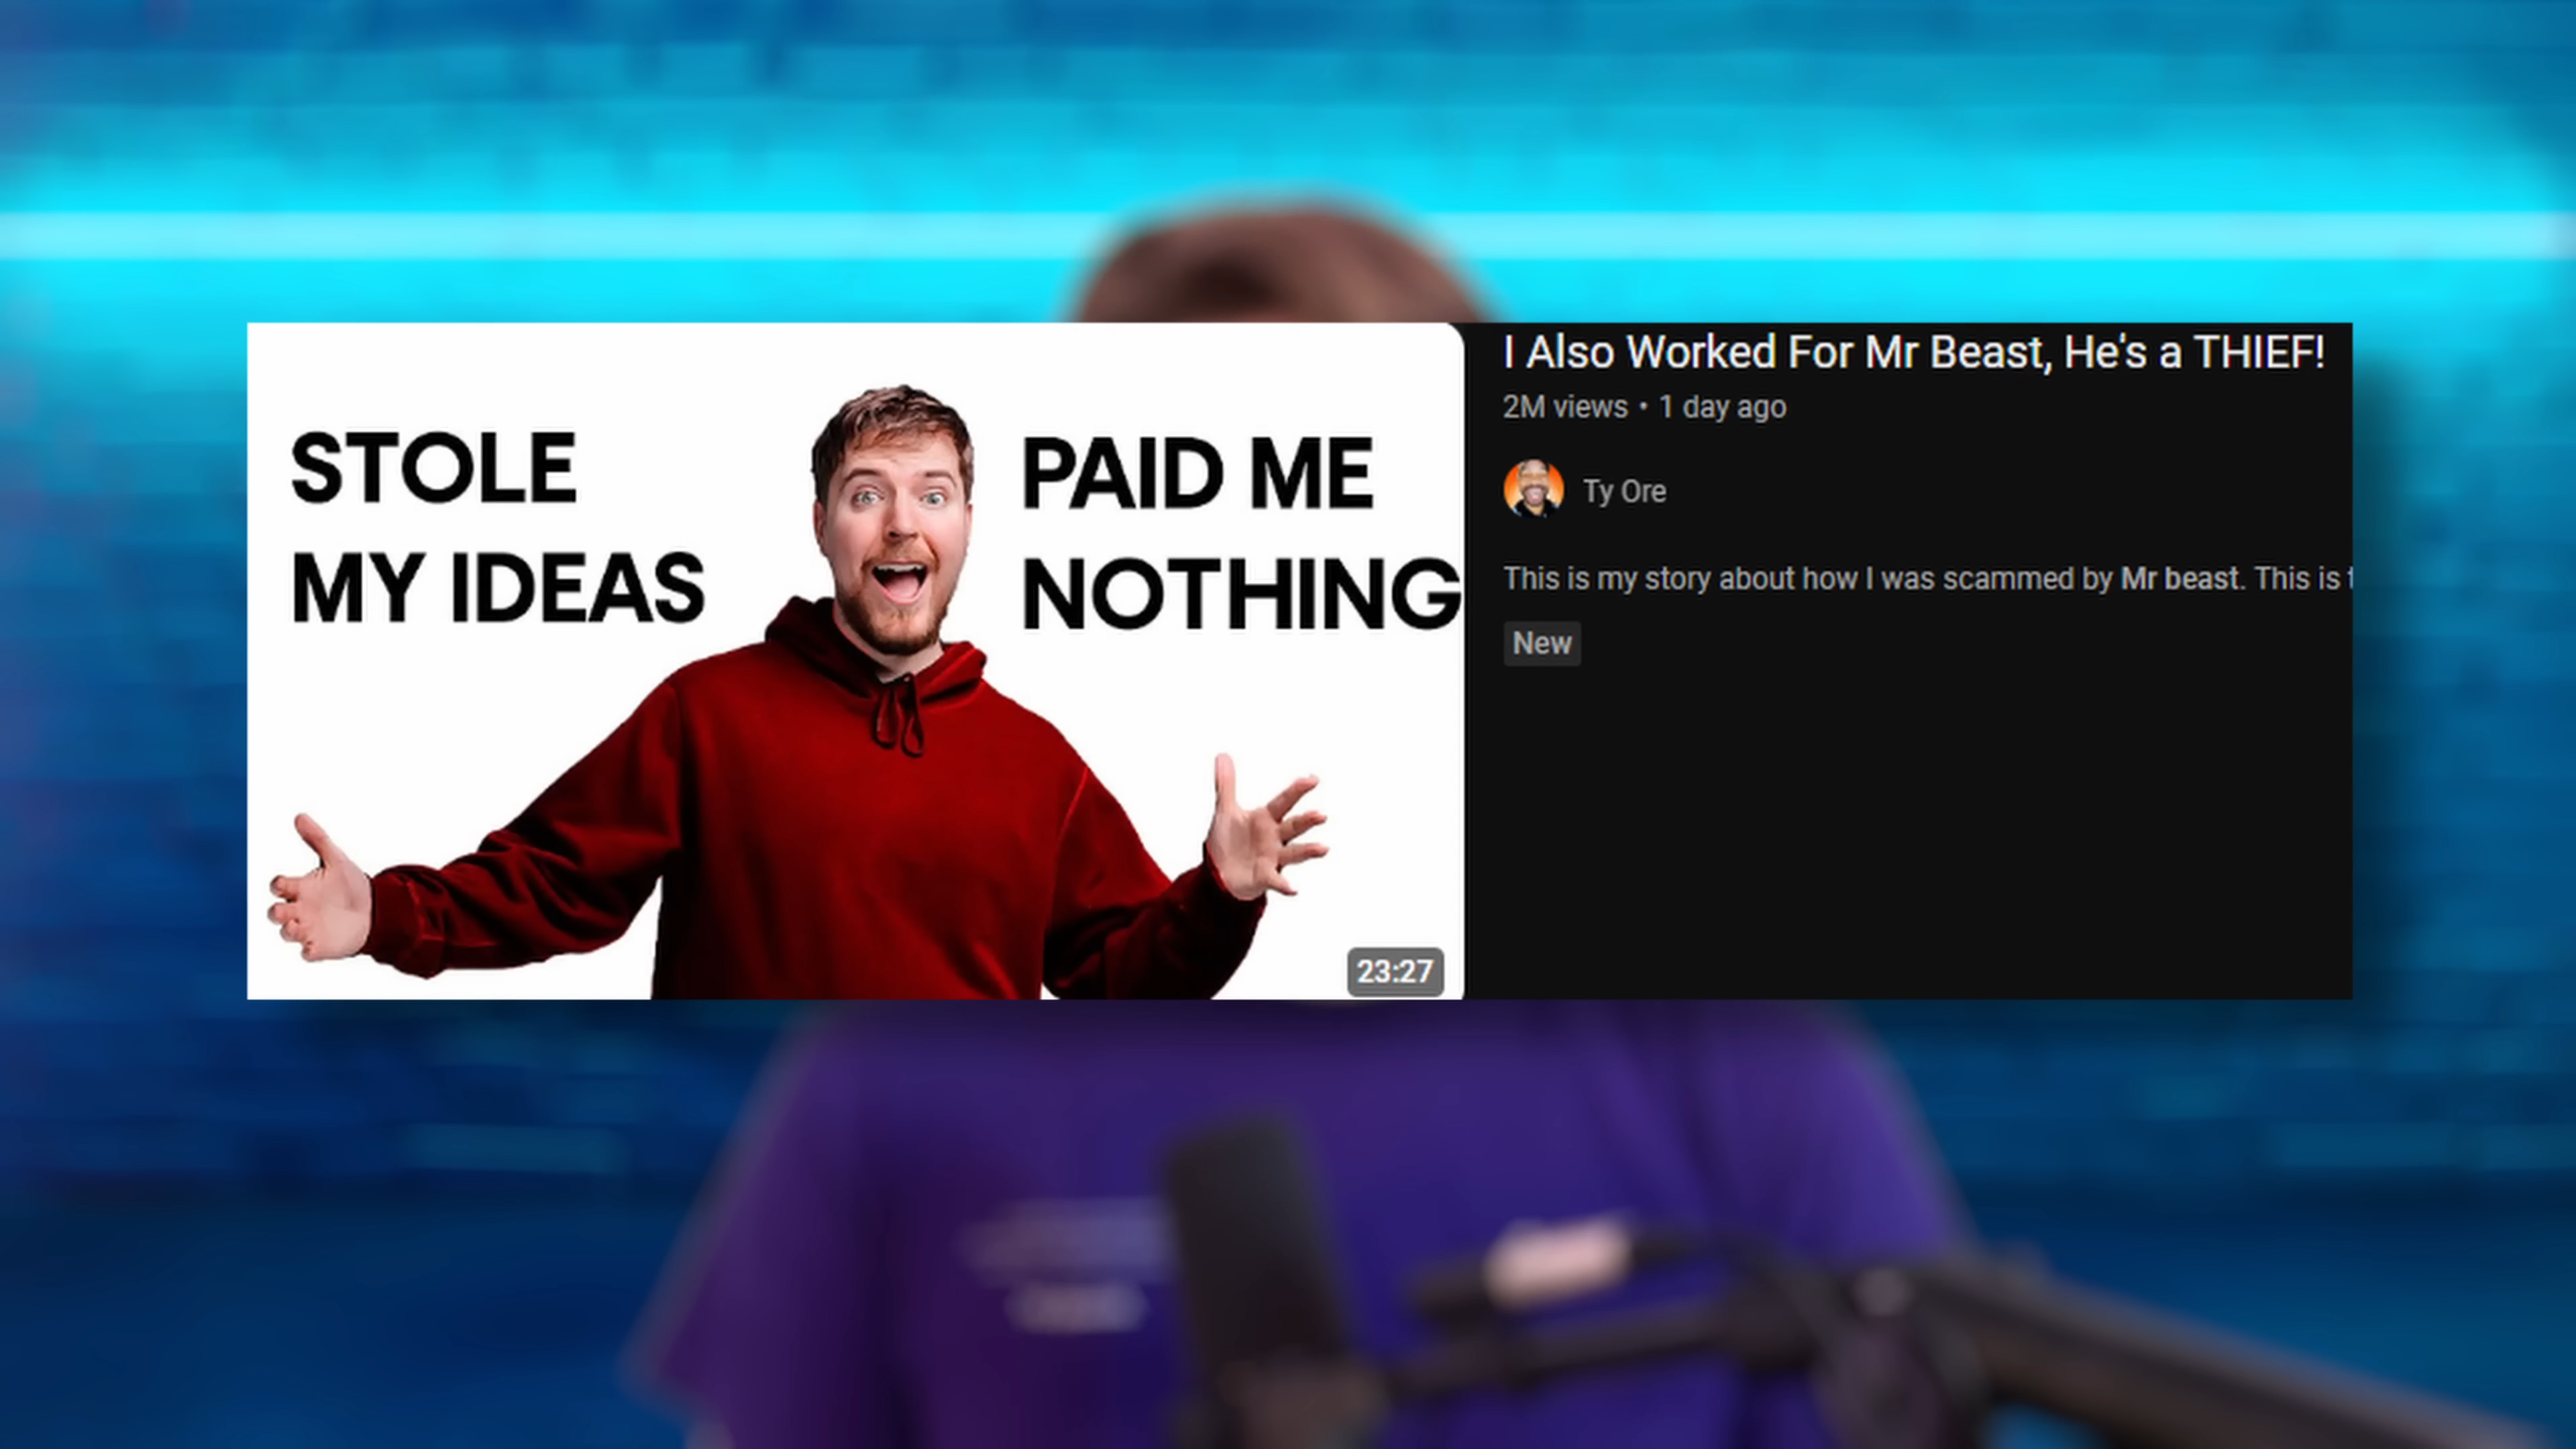 STOLE
MY IDEAS
PAID ME
NOTHING
23:27
I Also Worked For Mr Beast, He's a THIEF!
2M views • 1 day ago
Ty Ore
This is my story about how I was scammed by Mr beast. This is
New